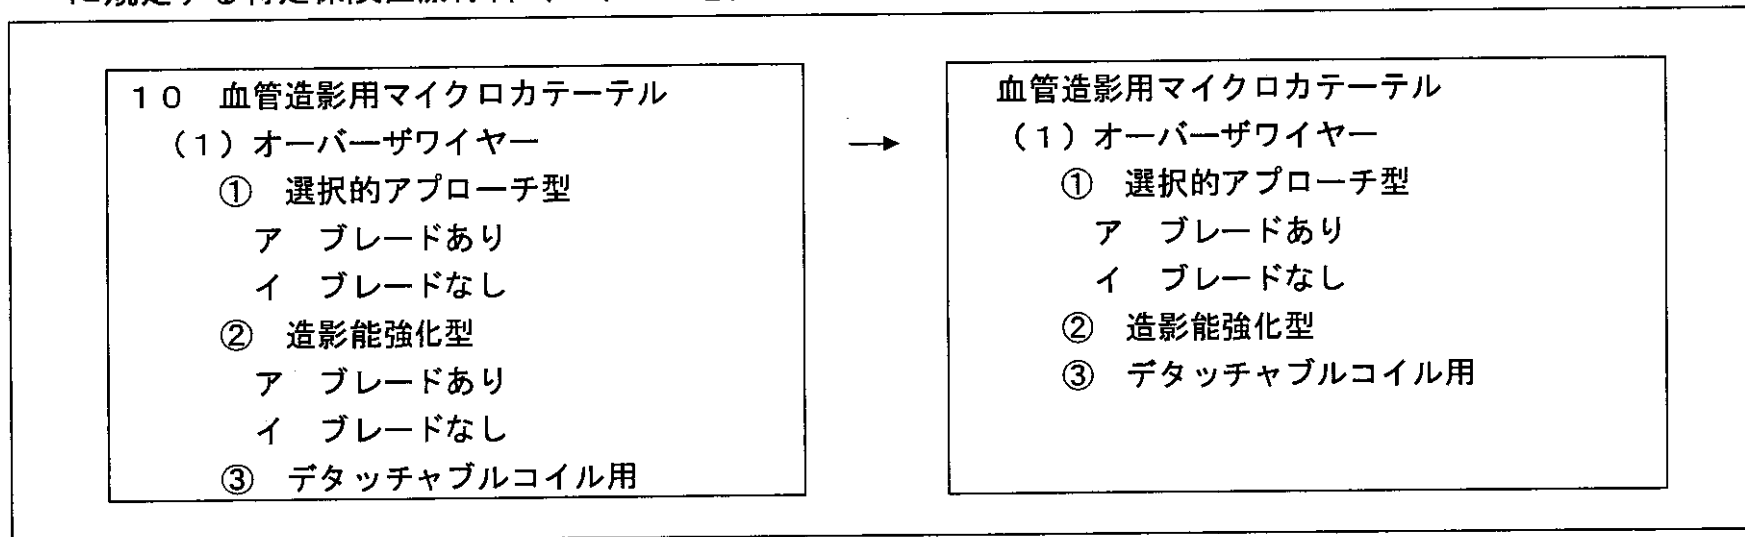 １０　血管造影用マイクロカテーテル
（１）オーバーザワイヤー
①　選択的アプローチ型
ア　ブレードあり
イ　ブレードなし
②　造影能強化型
ア　ブレードあり
イ　ブレードなし
③　デタッチャブルコイル用
→
血管造影用マイクロカテーテル
（１）オーバーザワイヤー
①　選択的アプローチ型
ア　ブレードあり
イ　ブレードなし
②　造影能強化型
③　デタッチャブルコイル用